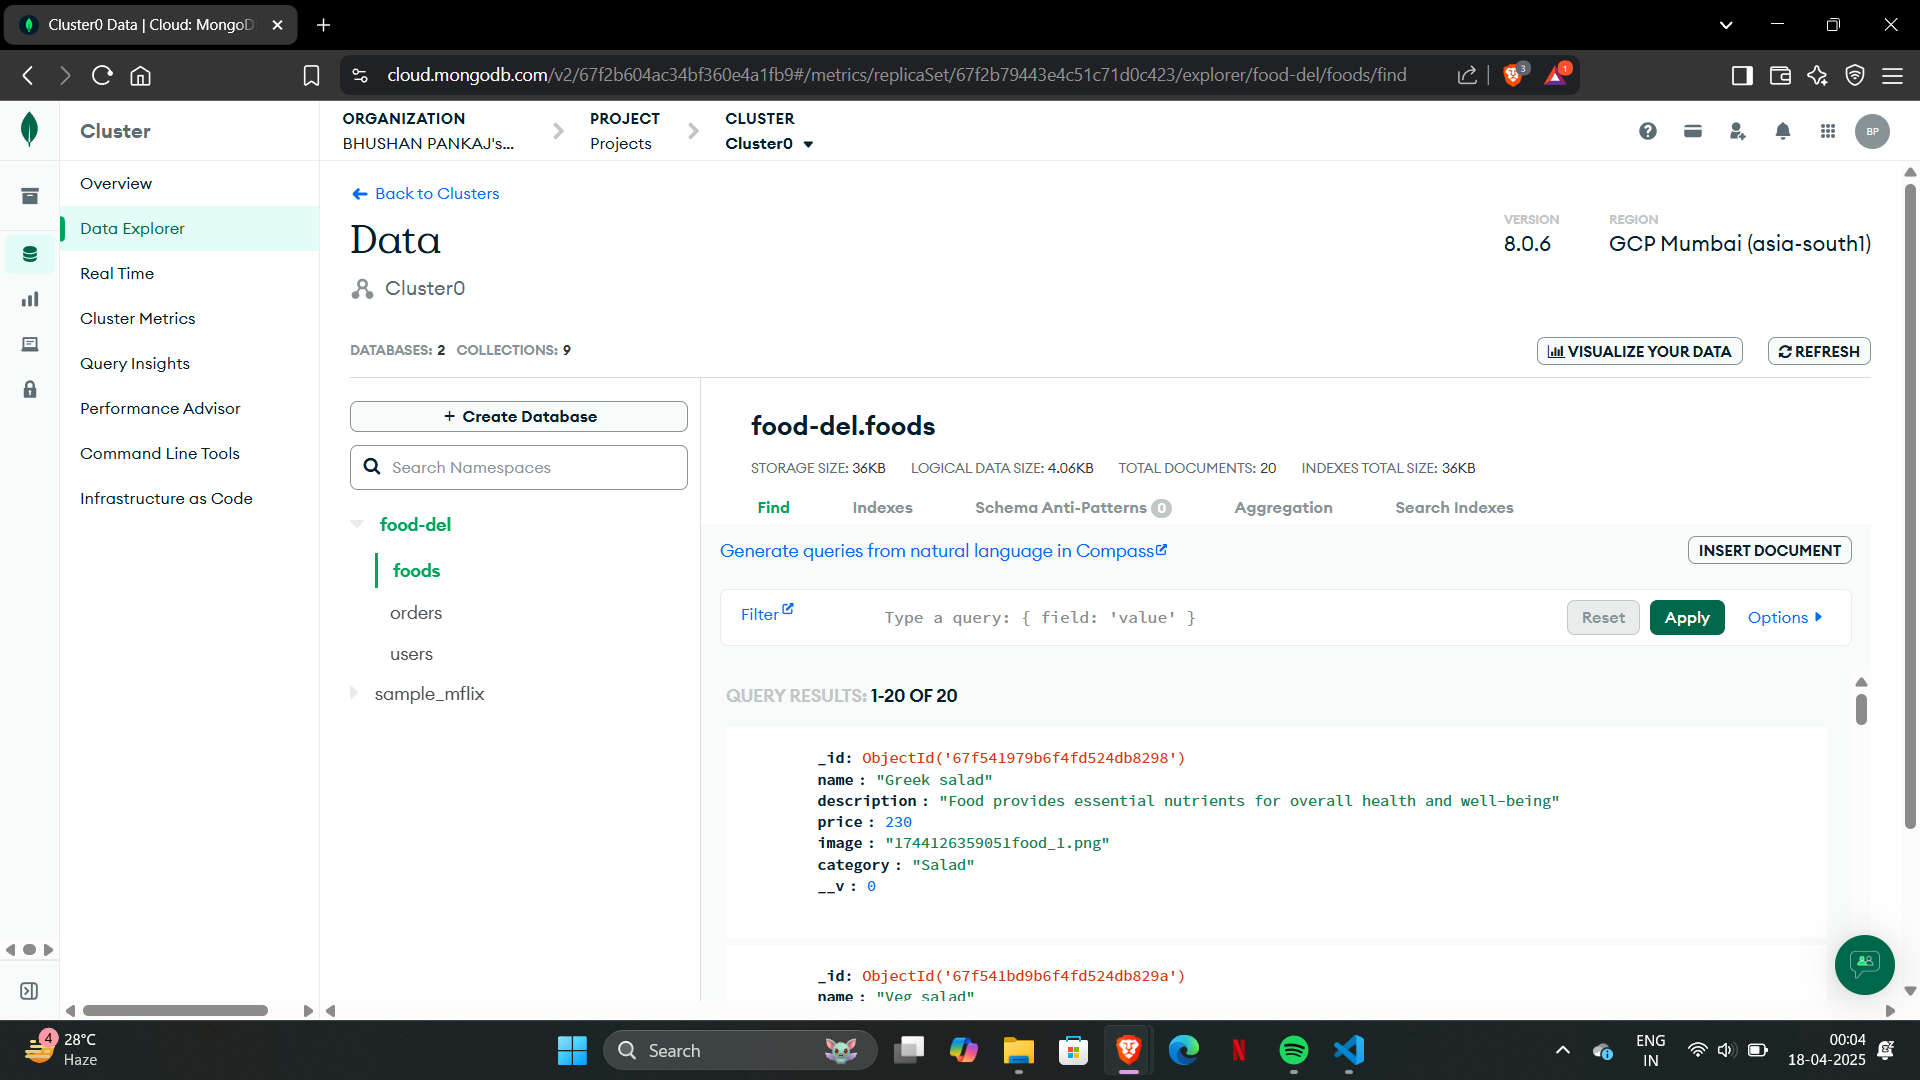 Cluster0 Data | Cloud: MongoD
cloud.mongodb.com/v2/67f2b604ac34bf360e4a1fb9#/metrics/replicaSet/67f2b79443e4c51c71d0c423/explorer/food-del/foods/find
3
1
Cluster
ORGANIZATION
BHUSHAN PANKAJ's...
PROJECT
Projects
CLUSTER
Cluster0
BP
Overview
Data Explorer
Real Time
Cluster Metrics
Query Insights
Performance Advisor
Command Line Tools
Infrastructure as Code
Back to Clusters
Data
Cluster0
VERSION
8.0.6
REGION
GCP Mumbai (asia-south1)
DATABASES: 2 COLLECTIONS: 9
VISUALIZE YOUR DATA
REFRESH
+ Create Database
Search Namespaces
food-del
foods
orders
users
sample_mflix
food-del.foods
STORAGE SIZE: 36KB LOGICAL DATA SIZE: 4.06KB TOTAL DOCUMENTS: 20 INDEXES TOTAL SIZE: 36KB
Find Indexes Schema Anti-Patterns 0 Aggregation Search Indexes
Generate queries from natural language in Compass
INSERT DOCUMENT
Filter
Type a query: { field: 'value' }
Reset
Apply
Options
QUERY RESULTS: 1-20 OF 20
_id: ObjectId('67f541979b6f4fd524db8298')
name : "Greek salad"
description : "Food provides essential nutrients for overall health and well-being"
price : 230
image : "1744126359051food_1.png"
category : "Salad"
__v : 0
_id: ObjectId('67f541bd9b6f4fd524db829a')
name : "Veg salad"
4
28°C
Haze
Search
ENG
IN
00:04
18-04-2025